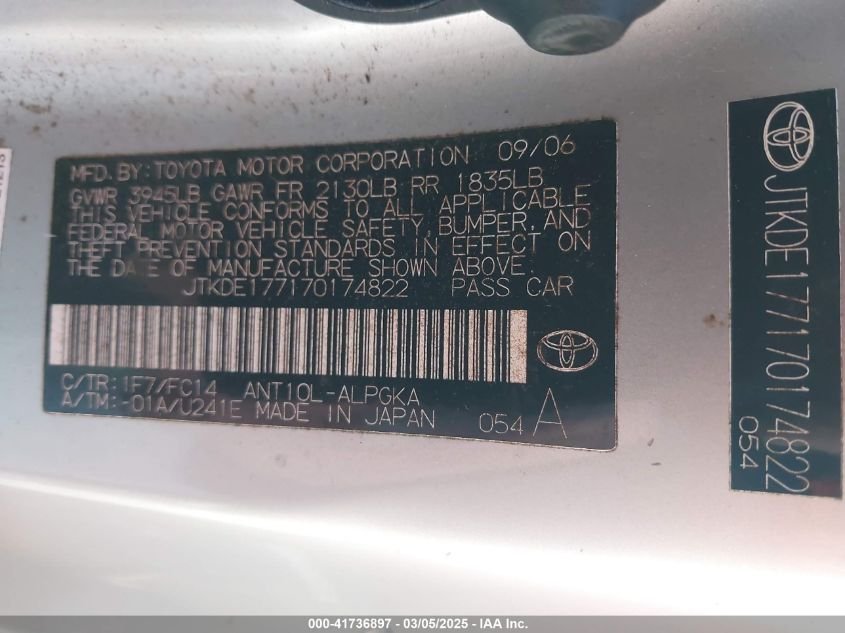 MFD. BY: TOYOTA MOTOR CORPORATION 09/06
GVWR 3945LB GAWR FR 2130LB RR 1835LB
THIS VEHICLE CONFORMS TO ALL APPLICABLE
FEDERAL MOTOR VEHICLE SAFETY, BUMPER, AND
THEFT PREVENTION STANDARDS IN EFFECT ON
THE DATE OF MANUFACTURE SHOWN ABOVE.
JTKDE177170174822 PASS CAR
C/TR: 1F7/FC14 ANT10L-ALPGKA
A/TM: -01A/U241E MADE IN JAPAN
054 A
JTKDE177170174822
054
000-41736897 - 03/05/2025 - IAA Inc.